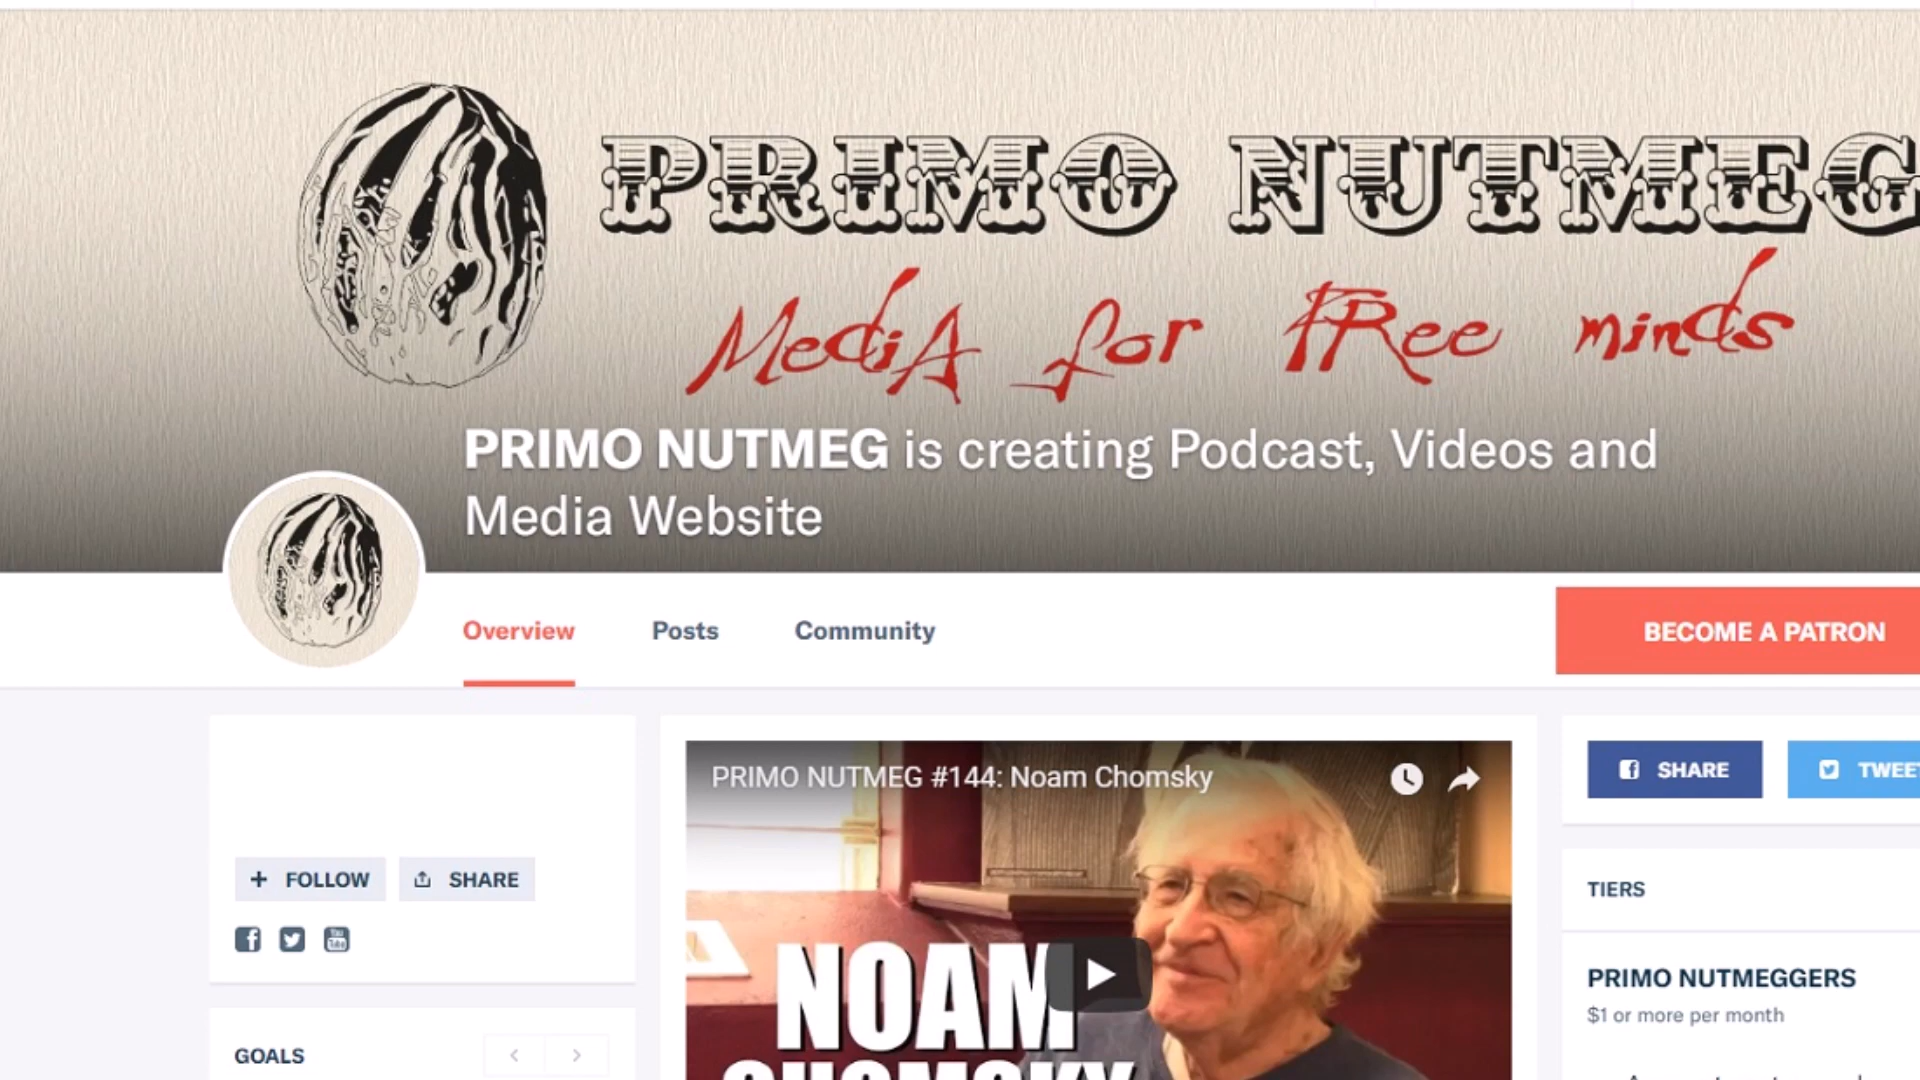 PRIMO NUTMEG
MediA for FRee minds
PRIMO NUTMEG is creating Podcast, Videos and
Media Website
Overview
Posts
Community
BECOME A PATRON
+ FOLLOW
SHARE
GOALS
PRIMO NUTMEG #144: Noam Chomsky
NOAM
CHOMSKY
SHARE
TWEET
TIERS
PRIMO NUTMEGGERS
$1 or more per month